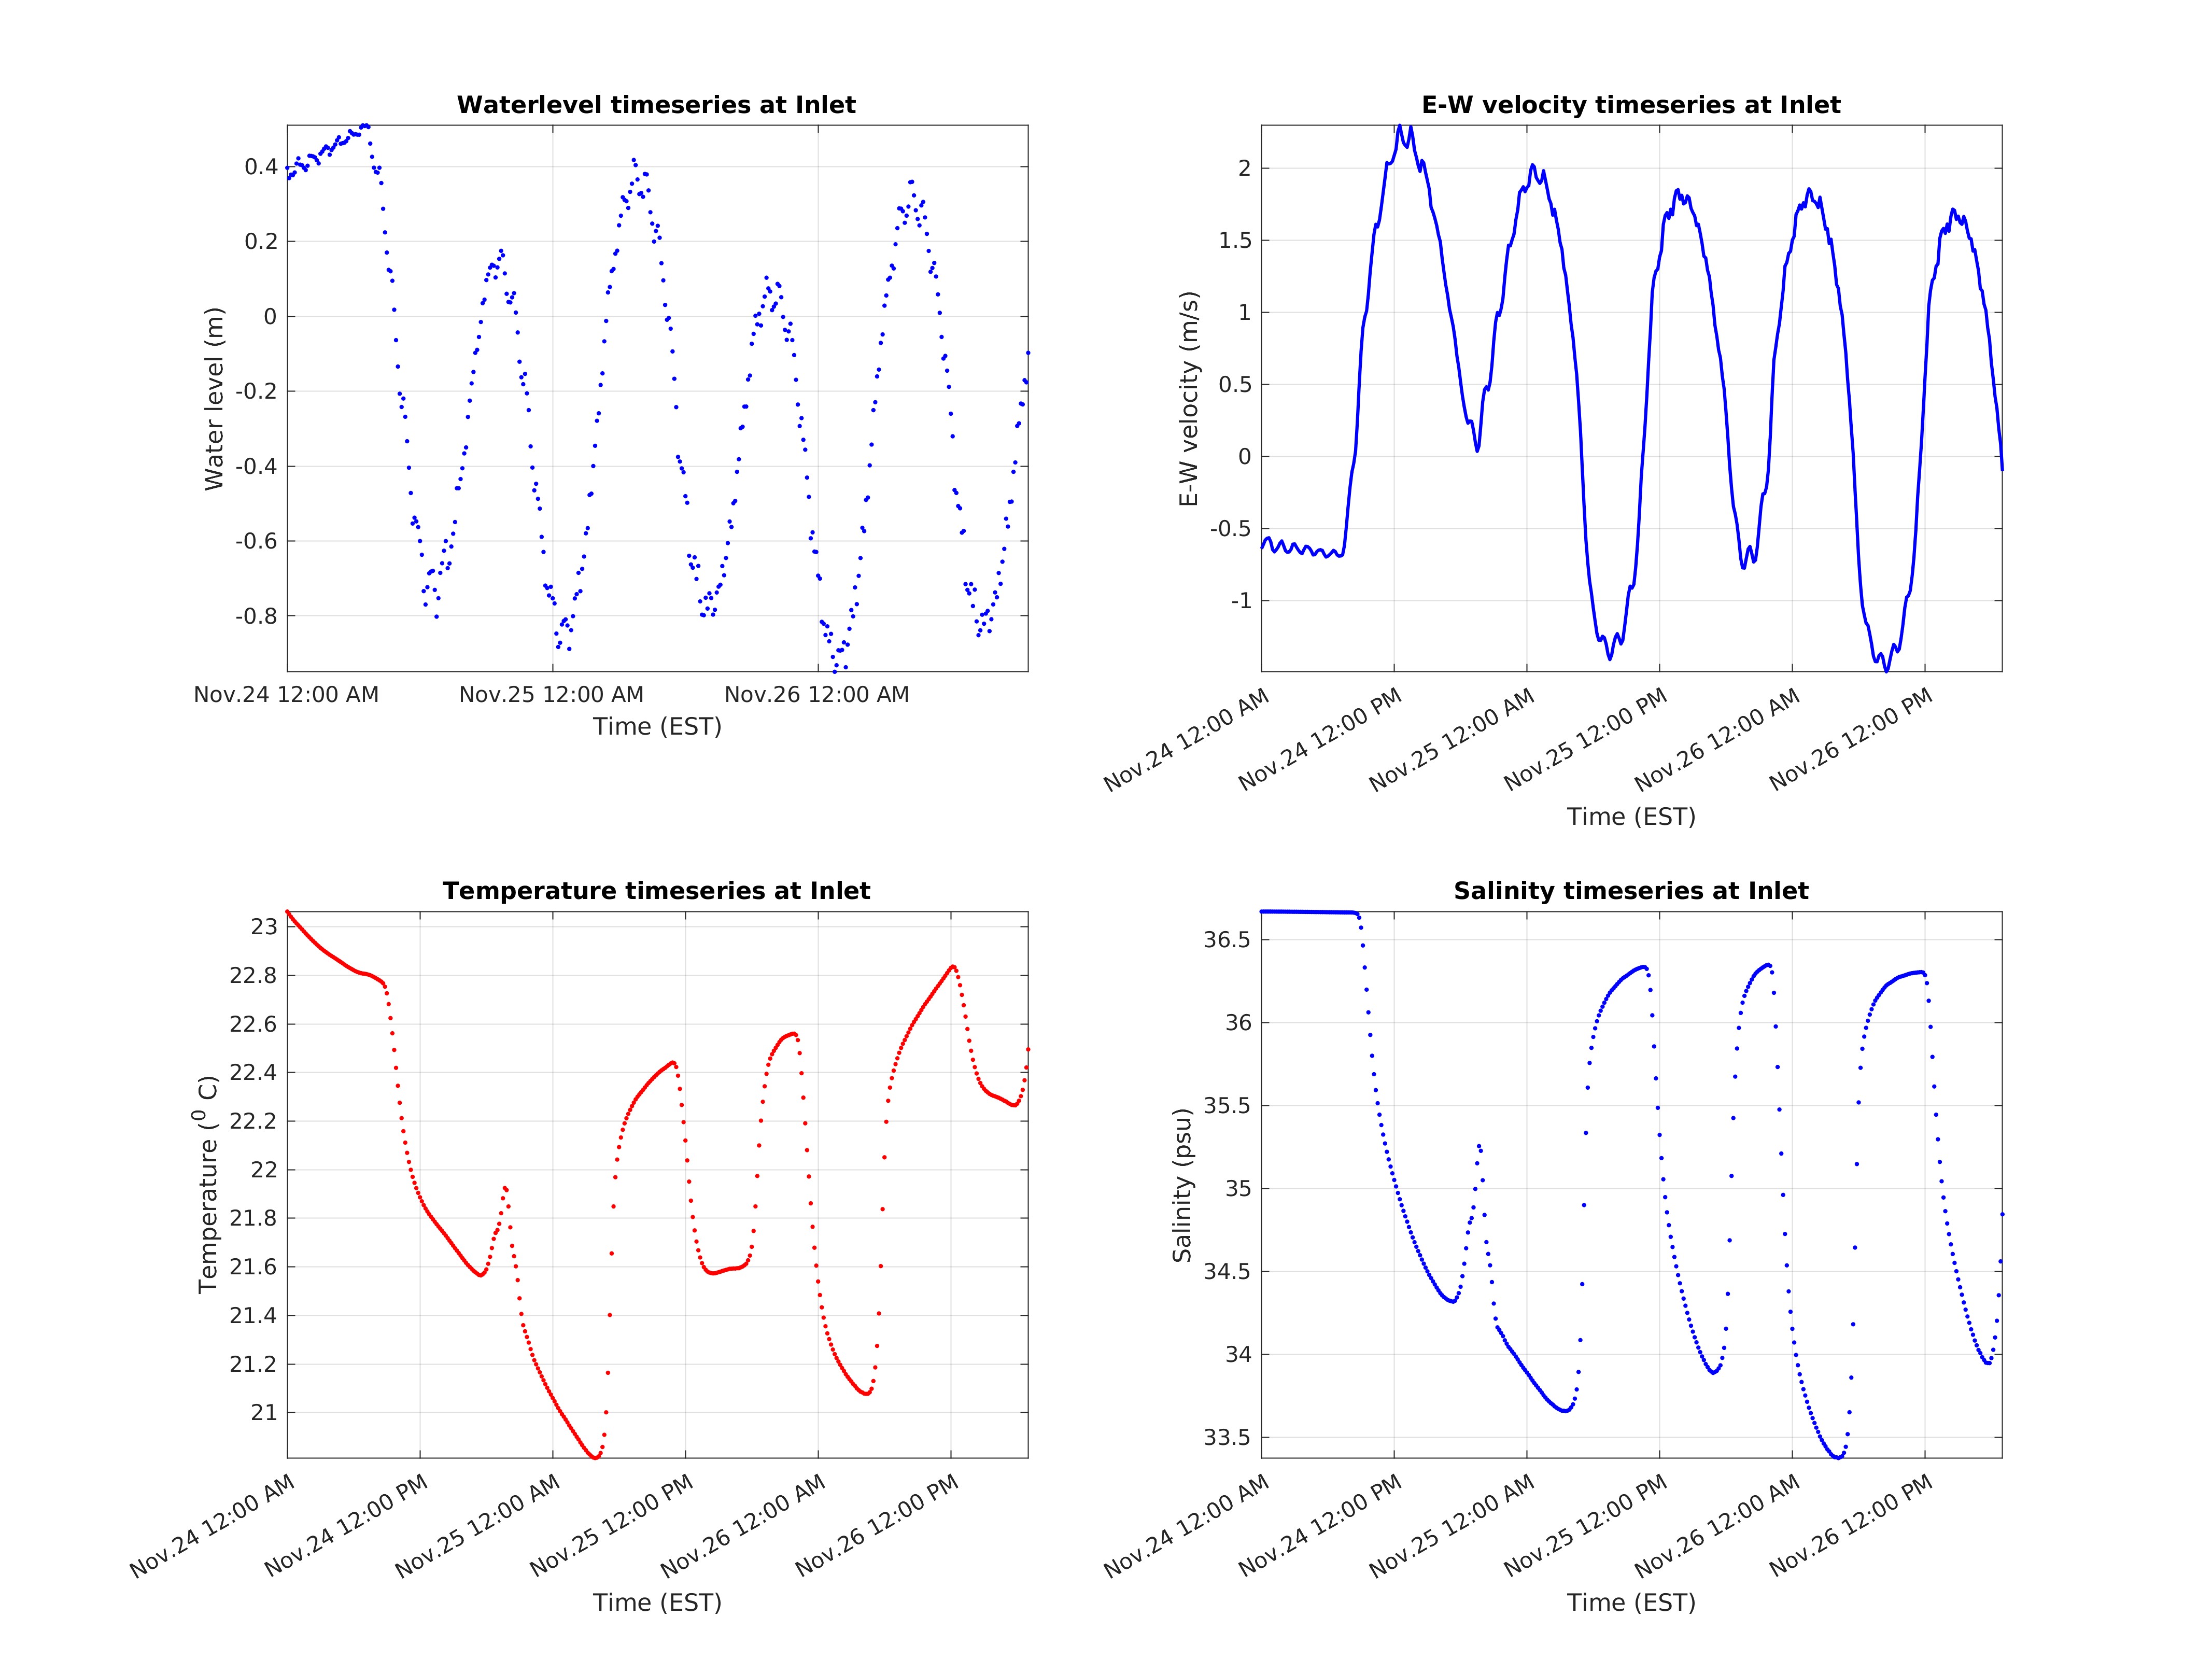 Waterlevel timeseries at Inlet
0.4
0.2
0
-0.2
-0.4
-0.6
-0.8
Water level (m)
Nov.24 12:00 AM
Nov.25 12:00 AM
Nov.26 12:00 AM
Time (EST)
E-W velocity timeseries at Inlet
2
1.5
1
0.5
0
-0.5
-1
E-W velocity (m/s)
Nov.24 12:00 AM
Nov.24 12:00 PM
Nov.25 12:00 AM
Nov.25 12:00 PM
Nov.26 12:00 AM
Nov.26 12:00 PM
Time (EST)
Temperature timeseries at Inlet
23
22.8
22.6
22.4
22.2
22
21.8
21.6
21.4
21.2
21
Temperature (⁰ C)
Nov.24 12:00 AM
Nov.24 12:00 PM
Nov.25 12:00 AM
Nov.25 12:00 PM
Nov.26 12:00 AM
Nov.26 12:00 PM
Time (EST)
Salinity timeseries at Inlet
36.5
36
35.5
35
34.5
34
33.5
Salinity (psu)
Nov.24 12:00 AM
Nov.24 12:00 PM
Nov.25 12:00 AM
Nov.25 12:00 PM
Nov.26 12:00 AM
Nov.26 12:00 PM
Time (EST)